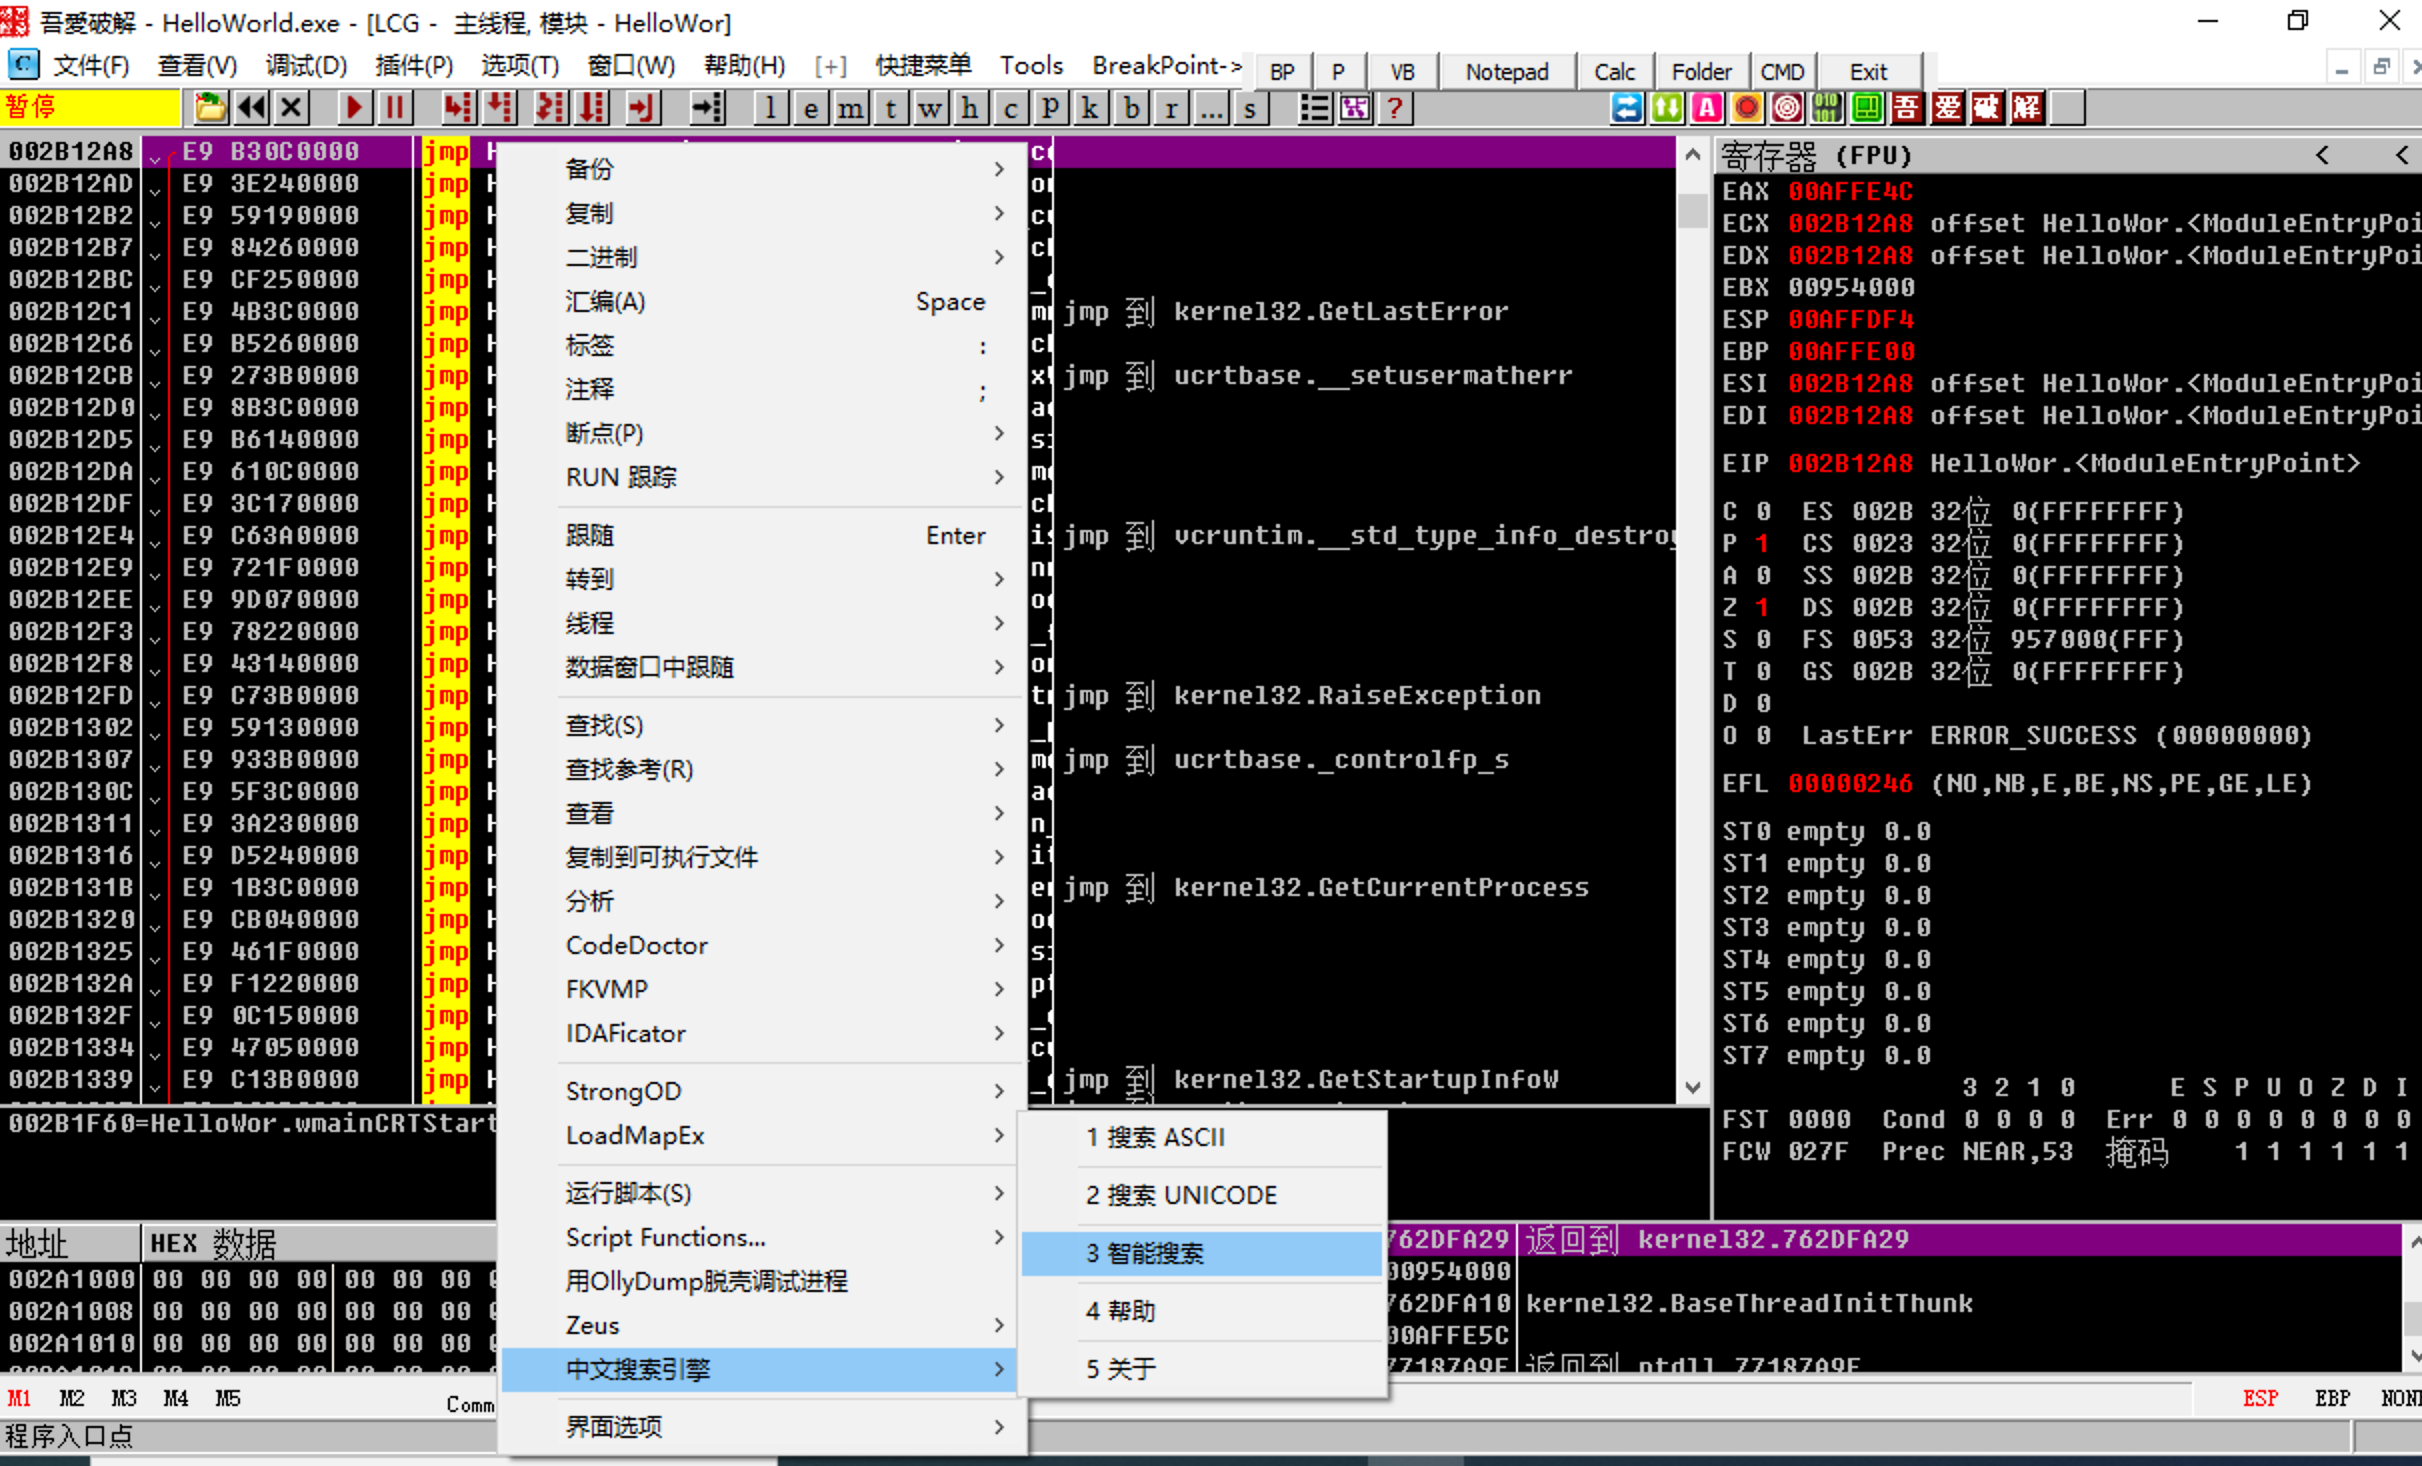 吾愛破解 - HelloWorld.exe - [LCG - 主线程, 模块 - HelloWor]
文件(F) 查看(V) 调试(D) 插件(P) 选项(T) 窗口(W) 帮助(H) [+] 快捷菜单 Tools BreakPoint-> BP P VB Notepad Calc Folder CMD Exit
暂停 l e m t w h c p k b r ... s ? 吾 爱 破 解
002B12A8 E9 B30C0000 jmp
002B12AD E9 3E240000 jmp
002B12B2 E9 59190000 jmp
002B12B7 E9 84260000 jmp
002B12BC E9 CF250000 jmp
002B12C1 E9 4B3C0000 jmp jmp 到 kernel32.GetLastError
002B12C6 E9 B5260000 jmp
002B12CB E9 273B0000 jmp jmp 到 ucrtbase.__setusermatherr
002B12D0 E9 8B3C0000 jmp
002B12D5 E9 B6140000 jmp
002B12DA E9 610C0000 jmp
002B12DF E9 3C170000 jmp
002B12E4 E9 C63A0000 jmp jmp 到 vcruntim.__std_type_info_destroy
002B12E9 E9 721F0000 jmp
002B12EE E9 9D070000 jmp
002B12F3 E9 78220000 jmp
002B12F8 E9 43140000 jmp
002B12FD E9 C73B0000 jmp jmp 到 kernel32.RaiseException
002B1302 E9 59130000 jmp
002B1307 E9 933B0000 jmp jmp 到 ucrtbase._controlfp_s
002B130C E9 5F3C0000 jmp
002B1311 E9 3A230000 jmp
002B1316 E9 D5240000 jmp
002B131B E9 1B3C0000 jmp jmp 到 kernel32.GetCurrentProcess
002B1320 E9 CB040000 jmp
002B1325 E9 461F0000 jmp
002B132A E9 F1220000 jmp
002B132F E9 0C150000 jmp
002B1334 E9 47050000 jmp
002B1339 E9 C13B0000 jmp jmp 到 kernel32.GetStartupInfoW
002B1F60=HelloWor.wmainCRTStart
备份
复制
二进制
汇编(A) Space
标签 :
注释 ;
断点(P)
RUN 跟踪
跟随 Enter
转到
线程
数据窗口中跟随
查找(S)
查找参考(R)
查看
复制到可执行文件
分析
CodeDoctor
FKVMP
IDAFicator
StrongOD
LoadMapEx
运行脚本(S)
Script Functions...
用OllyDump脱壳调试进程
Zeus
中文搜索引擎
界面选项
1 搜索 ASCII
2 搜索 UNICODE
3 智能搜索
4 帮助
5 关于
寄存器 (FPU) < <
EAX 00AFFE4C
ECX 002B12A8 offset HelloWor.<ModuleEntryPoi
EDX 002B12A8 offset HelloWor.<ModuleEntryPoi
EBX 00954000
ESP 00AFFDF4
EBP 00AFFE00
ESI 002B12A8 offset HelloWor.<ModuleEntryPoi
EDI 002B12A8 offset HelloWor.<ModuleEntryPoi
EIP 002B12A8 HelloWor.<ModuleEntryPoint>
C 0 ES 002B 32位 0(FFFFFFFF)
P 1 CS 0023 32位 0(FFFFFFFF)
A 0 SS 002B 32位 0(FFFFFFFF)
Z 1 DS 002B 32位 0(FFFFFFFF)
S 0 FS 0053 32位 957000(FFF)
T 0 GS 002B 32位 0(FFFFFFFF)
D 0
O 0 LastErr ERROR_SUCCESS (00000000)
EFL 00000246 (NO,NB,E,BE,NS,PE,GE,LE)
ST0 empty 0.0
ST1 empty 0.0
ST2 empty 0.0
ST3 empty 0.0
ST4 empty 0.0
ST5 empty 0.0
ST6 empty 0.0
ST7 empty 0.0
3 2 1 0 E S P U O Z D I
FST 0000 Cond 0 0 0 0 Err 0 0 0 0 0 0 0 0
FCW 027F Prec NEAR,53 掩码 1 1 1 1 1 1
地址 HEX 数据
002A1000 00 00 00 00 00 00 00
002A1008 00 00 00 00 00 00 00
002A1010 00 00 00 00 00 00 00
762DFA29 返回到 kernel32.762DFA29
00954000
762DFA10 kernel32.BaseThreadInitThunk
00AFFE5C
77187A9E 返回到 ntdll.77187A9E
M1 M2 M3 M4 M5 Comm ESP EBP NON
程序入口点